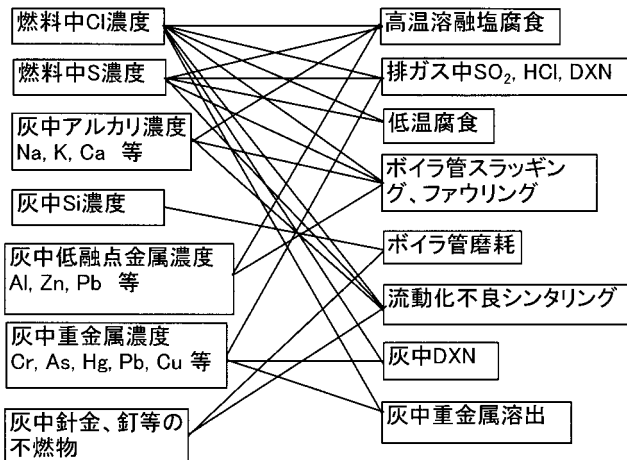 燃料中Cl濃度
燃料中S濃度
灰中アルカリ濃度
Na, K, Ca 等
灰中Si濃度
灰中低融点金属濃度
Al, Zn, Pb 等
灰中重金属濃度
Cr, As, Hg, Pb, Cu 等
灰中針金、釘等の
不燃物
高温溶融塩腐食
排ガス中SO₂, HCl, DXN
低温腐食
ボイラ管スラッギン
グ、ファウリング
ボイラ管磨耗
流動化不良シンタリング
灰中DXN
灰中重金属溶出